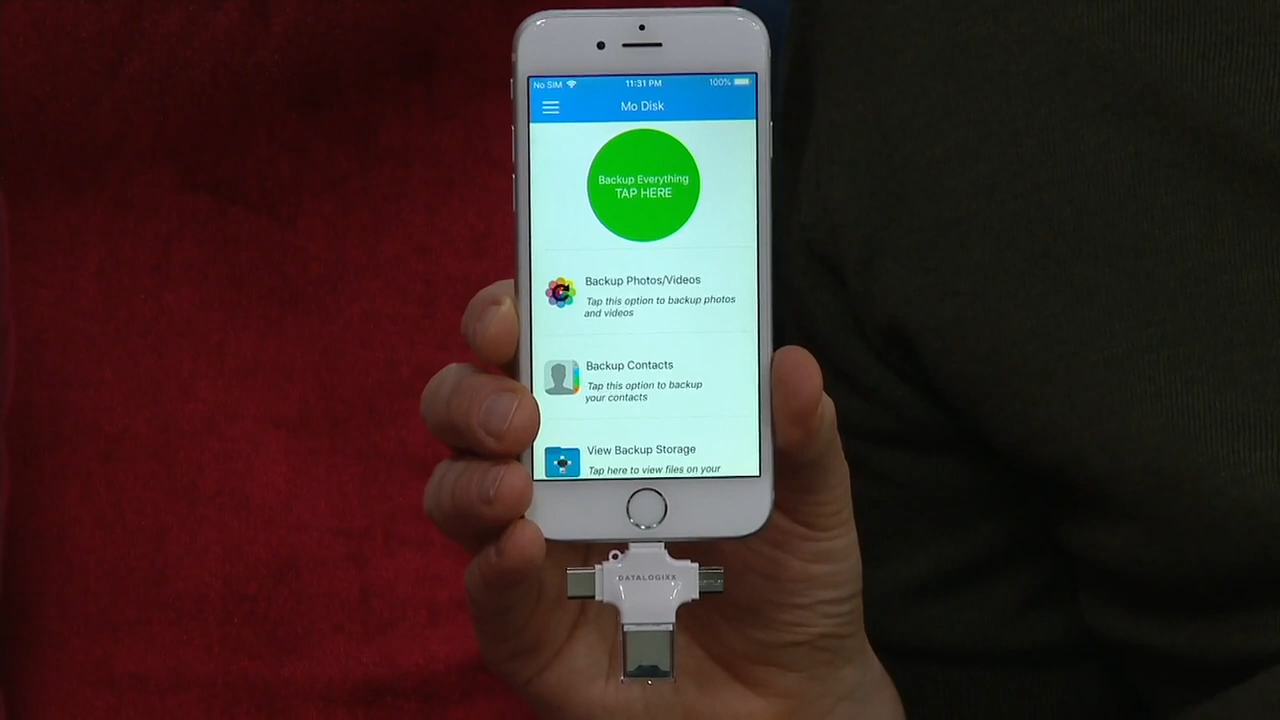 No SIM 11:31 PM 100%
Mo Disk
Backup Everything
TAP HERE
Backup Photos/Videos
Tap this option to backup photos
and videos
Backup Contacts
Tap this option to backup
your contacts
View Backup Storage
Tap here to view files on your
DATALOGIXX